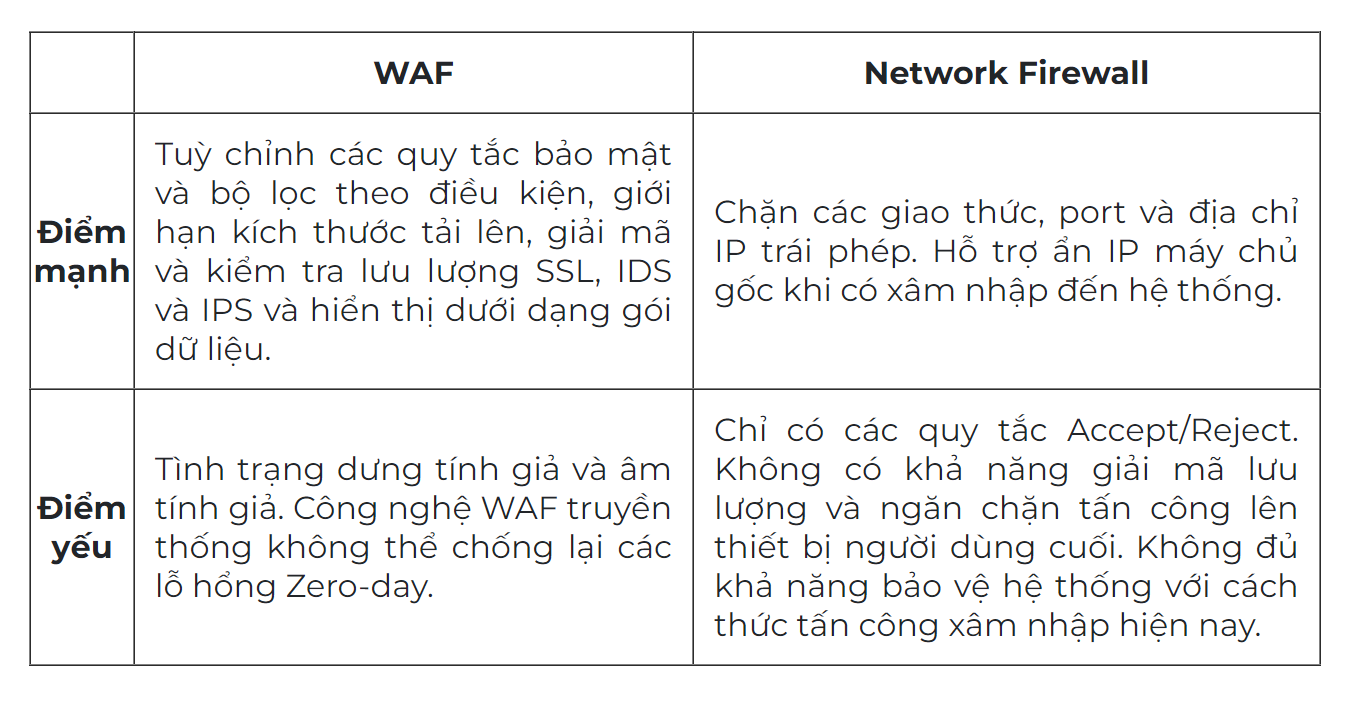 WAF
Network Firewall
Điểm
mạnh
Tuỳ chỉnh các quy tắc bảo mật
và bộ lọc theo điều kiện, giới
hạn kích thước tải lên, giải mã
và kiểm tra lưu lượng SSL, IDS
và IPS và hiển thị dưới dạng gói
dữ liệu.
Chặn các giao thức, port và địa chỉ
IP trái phép. Hỗ trợ ẩn IP máy chủ
gốc khi có xâm nhập đến hệ thống.
Điểm
yếu
Tình trạng dưng tính giả và âm
tính giả. Công nghệ WAF truyền
thống không thể chống lại các
lỗ hổng Zero-day.
Chỉ có các quy tắc Accept/Reject.
Không có khả năng giải mã lưu
lượng và ngăn chặn tấn công lên
thiết bị người dùng cuối. Không đủ
khả năng bảo vệ hệ thống với cách
thức tấn công xâm nhập hiện nay.